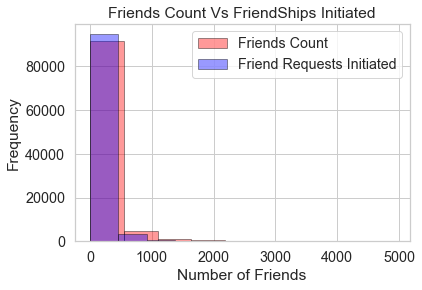 Friends Count Vs FriendShips Initiated
Friends Count
Friend Requests Initiated
80000
60000
40000
20000
0
Frequency
0 1000 2000 3000 4000 5000
Number of Friends